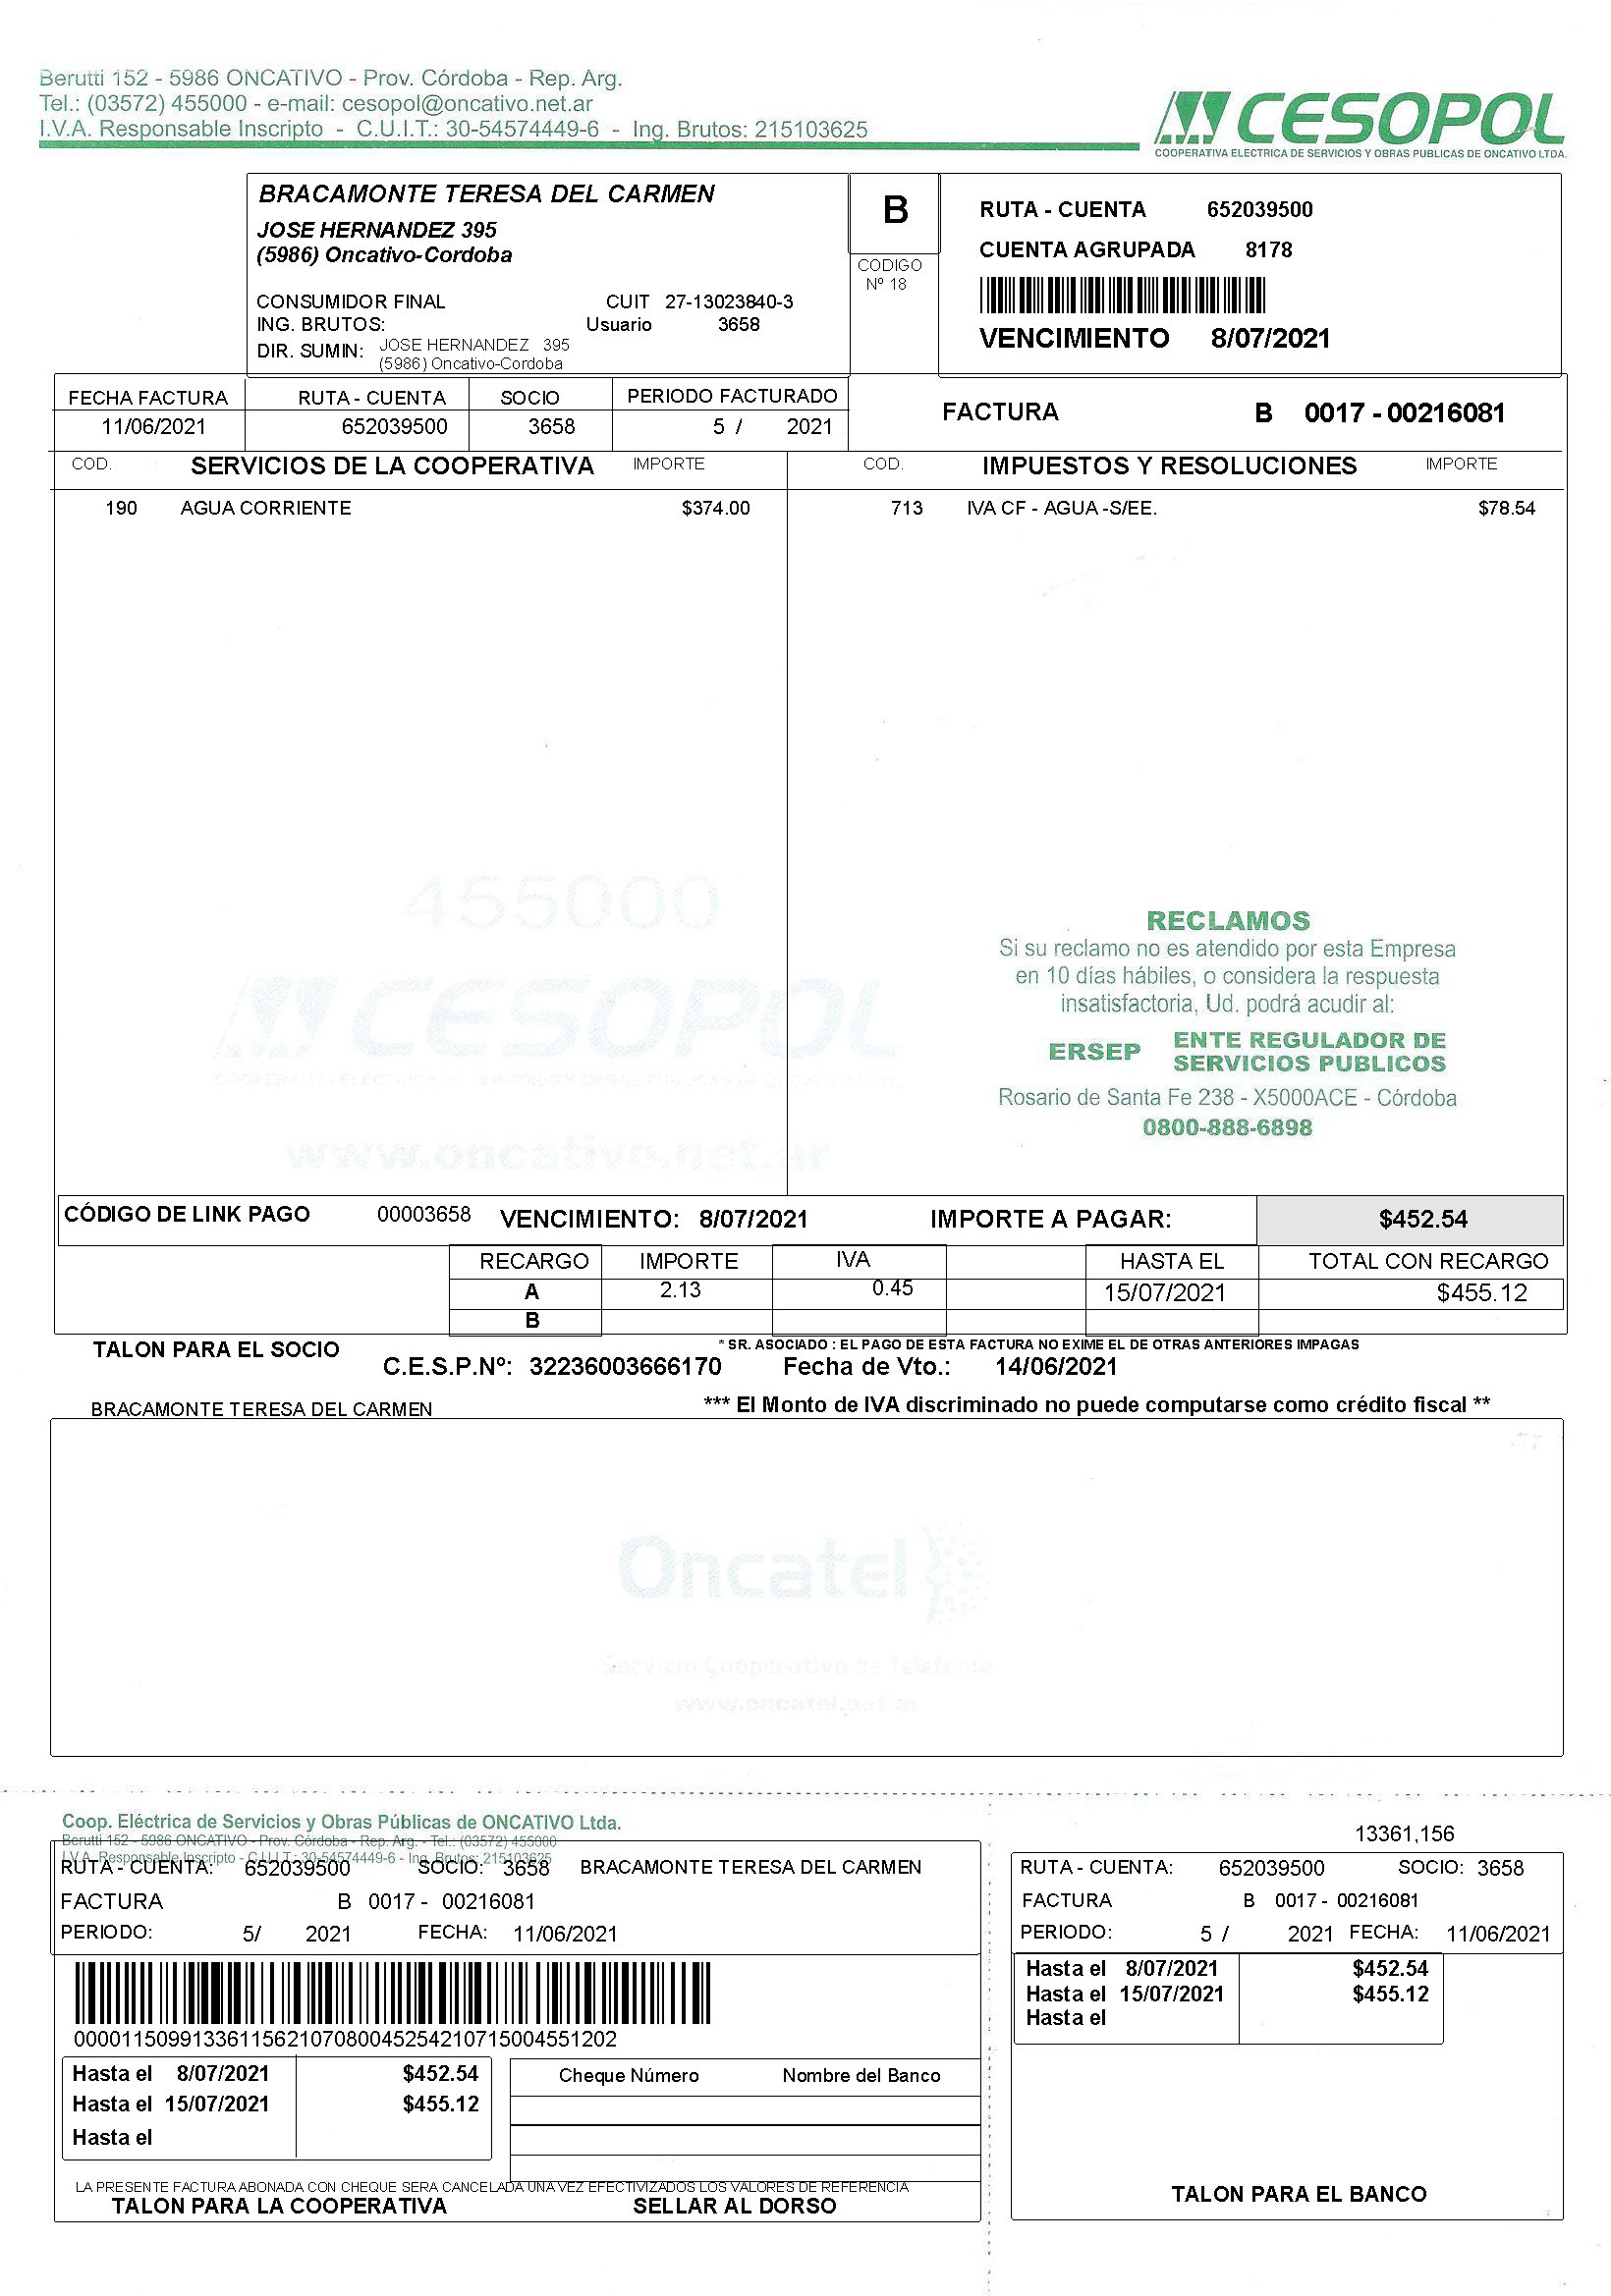 Berutti 152 - 5986 ONCATIVO - Prov. Córdoba - Rep. Arg.
Tel.: (03572) 455000 - e-mail: cesopol@oncativo.net.ar
I.V.A. Responsable Inscripto - C.U.I.T.: 30-54574449-6 - Ing. Brutos: 215103625
CESOPOL
COOPERATIVA ELECTRICA DE SERVICIOS Y OBRAS PUBLICAS DE ONCATIVO LTDA.
BRACAMONTE TERESA DEL CARMEN
JOSE HERNANDEZ 395
(5986) Oncativo-Cordoba
CONSUMIDOR FINAL CUIT 27-13023840-3
ING. BRUTOS: Usuario 3658
DIR. SUMIN: JOSE HERNANDEZ 395
(5986) Oncativo-Cordoba
B
CODIGO
Nº 18
RUTA - CUENTA 652039500
CUENTA AGRUPADA 8178
VENCIMIENTO 8/07/2021
FECHA FACTURA RUTA - CUENTA SOCIO PERIODO FACTURADO
11/06/2021 652039500 3658 5 / 2021
FACTURA B 0017 - 00216081
COD. SERVICIOS DE LA COOPERATIVA IMPORTE COD. IMPUESTOS Y RESOLUCIONES IMPORTE
190 AGUA CORRIENTE $374.00 713 IVA CF - AGUA -S/EE. $78.54
455000
CESOPOL
COOPERATIVA ELECTRICA DE SERVICIOS Y OBRAS PUBLICAS DE ONCATIVO LTDA.
www.oncativo.net.ar
RECLAMOS
Si su reclamo no es atendido por esta Empresa
en 10 días hábiles, o considera la respuesta
insatisfactoria, Ud. podrá acudir al:
ERSEP ENTE REGULADOR DE
SERVICIOS PUBLICOS
Rosario de Santa Fe 238 - X5000ACE - Córdoba
0800-888-6898
CÓDIGO DE LINK PAGO 00003658 VENCIMIENTO: 8/07/2021 IMPORTE A PAGAR: $452.54
RECARGO IMPORTE IVA HASTA EL TOTAL CON RECARGO
A 2.13 0.45 15/07/2021 $455.12
B
TALON PARA EL SOCIO * SR. ASOCIADO : EL PAGO DE ESTA FACTURA NO EXIME EL DE OTRAS ANTERIORES IMPAGAS
C.E.S.P.Nº: 32236003666170 Fecha de Vto.: 14/06/2021
BRACAMONTE TERESA DEL CARMEN *** El Monto de IVA discriminado no puede computarse como crédito fiscal **
Oncatel
Servicio Cooperativo de Telefonía
www.oncatel.net.ar
Coop. Eléctrica de Servicios y Obras Públicas de ONCATIVO Ltda.
Berutti 152 - 5986 ONCATIVO - Prov. Córdoba - Rep. Arg. - Tel.: (03572) 455000
I.V.A. Responsable Inscripto - C.U.I.T.: 30-54574449-6 - Ing. Brutos: 215103625
RUTA - CUENTA: 652039500 SOCIO: 3658 BRACAMONTE TERESA DEL CARMEN
FACTURA B 0017 - 00216081
PERIODO: 5/ 2021 FECHA: 11/06/2021
0000115099133611562107080045254210715004551202
Hasta el 8/07/2021 $452.54
Hasta el 15/07/2021 $455.12
Hasta el
Cheque Número Nombre del Banco
LA PRESENTE FACTURA ABONADA CON CHEQUE SERA CANCELADA UNA VEZ EFECTIVIZADOS LOS VALORES DE REFERENCIA
TALON PARA LA COOPERATIVA SELLAR AL DORSO
13361,156
RUTA - CUENTA: 652039500 SOCIO: 3658
FACTURA B 0017 - 00216081
PERIODO: 5 / 2021 FECHA: 11/06/2021
Hasta el 8/07/2021 $452.54
Hasta el 15/07/2021 $455.12
Hasta el
TALON PARA EL BANCO